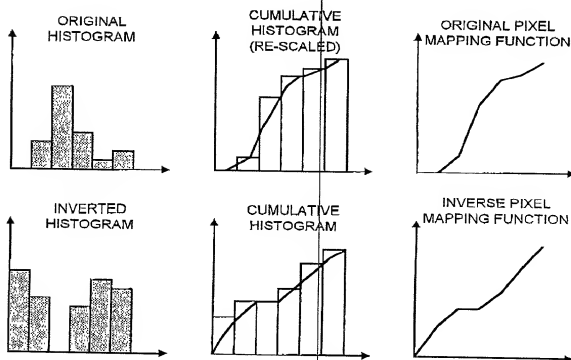 ORIGINAL
HISTOGRAM
CUMULATIVE
HISTOGRAM
(RE-SCALED)
ORIGINAL PIXEL
MAPPING FUNCTION
INVERTED
HISTOGRAM
CUMULATIVE
HISTOGRAM
INVERSE PIXEL
MAPPING FUNCTION